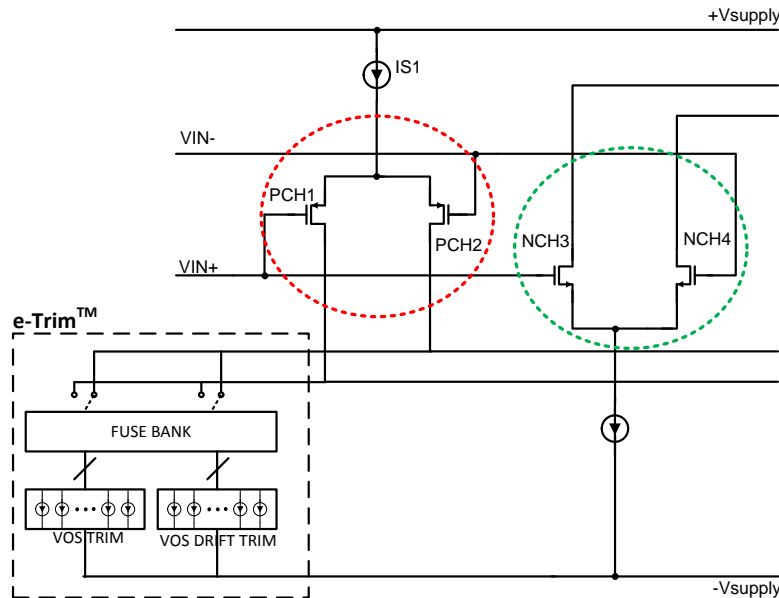 +Vsupply
IS1
VIN-
PCH1
PCH2
NCH3
NCH4
VIN+
e-Trim™
FUSE BANK
VOS TRIM
VOS DRIFT TRIM
-Vsupply